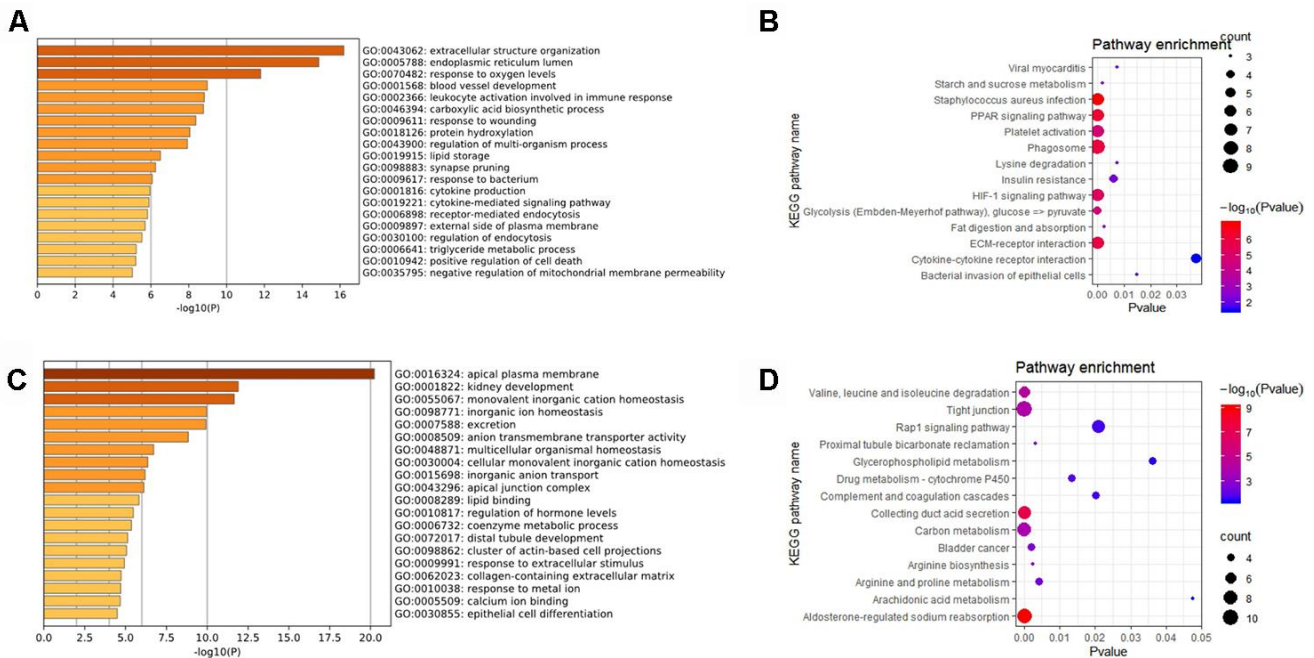 A
GO:0043062: extracellular structure organization
GO:0005788: endoplasmic reticulum lumen
GO:0070482: response to oxygen levels
GO:0001568: blood vessel development
GO:0002366: leukocyte activation involved in immune response
GO:0046394: carboxylic acid biosynthetic process
GO:0009611: response to wounding
GO:0018126: protein hydroxylation
GO:0043900: regulation of multi-organism process
GO:0019915: lipid storage
GO:0098883: synapse pruning
GO:0009617: response to bacterium
GO:0001816: cytokine production
GO:0019221: cytokine-mediated signaling pathway
GO:0006898: receptor-mediated endocytosis
GO:0009897: external side of plasma membrane
GO:0030100: regulation of endocytosis
GO:0006641: triglyceride metabolic process
GO:0010942: positive regulation of cell death
GO:0035795: negative regulation of mitochondrial membrane permeability
0 2 4 6 8 10 12 14 16
-log10(P)
B
Pathway enrichment
KEGG pathway name
Viral myocarditis
Starch and sucrose metabolism
Staphylococcus aureus infection
PPAR signaling pathway
Platelet activation
Phagosome
Lysine degradation
Insulin resistance
HIF-1 signaling pathway
Glycolysis (Embden-Meyerhof pathway), glucose => pyruvate
Fat digestion and absorption
ECM-receptor interaction
Cytokine-cytokine receptor interaction
Bacterial invasion of epithelial cells
0.00 0.01 0.02 0.03
Pvalue
count
3
4
5
6
7
8
9
−log10(Pvalue)
6
5
4
3
2
C
GO:0016324: apical plasma membrane
GO:0001822: kidney development
GO:0055067: monovalent inorganic cation homeostasis
GO:0098771: inorganic ion homeostasis
GO:0007588: excretion
GO:0008509: anion transmembrane transporter activity
GO:0048871: multicellular organismal homeostasis
GO:0030004: cellular monovalent inorganic cation homeostasis
GO:0015698: inorganic anion transport
GO:0043296: apical junction complex
GO:0008289: lipid binding
GO:0010817: regulation of hormone levels
GO:0006732: coenzyme metabolic process
GO:0072017: distal tubule development
GO:0098862: cluster of actin-based cell projections
GO:0009991: response to extracellular stimulus
GO:0062023: collagen-containing extracellular matrix
GO:0010038: response to metal ion
GO:0005509: calcium ion binding
GO:0030855: epithelial cell differentiation
0.0 2.5 5.0 7.5 10.0 12.5 15.0 17.5 20.0
-log10(P)
D
Pathway enrichment
KEGG pathway name
Valine, leucine and isoleucine degradation
Tight junction
Rap1 signaling pathway
Proximal tubule bicarbonate reclamation
Glycerophospholipid metabolism
Drug metabolism - cytochrome P450
Complement and coagulation cascades
Collecting duct acid secretion
Carbon metabolism
Bladder cancer
Arginine biosynthesis
Arginine and proline metabolism
Arachidonic acid metabolism
Aldosterone-regulated sodium reabsorption
0.00 0.01 0.02 0.03 0.04 0.05
Pvalue
−log10(Pvalue)
9
7
5
3
count
4
6
8
10